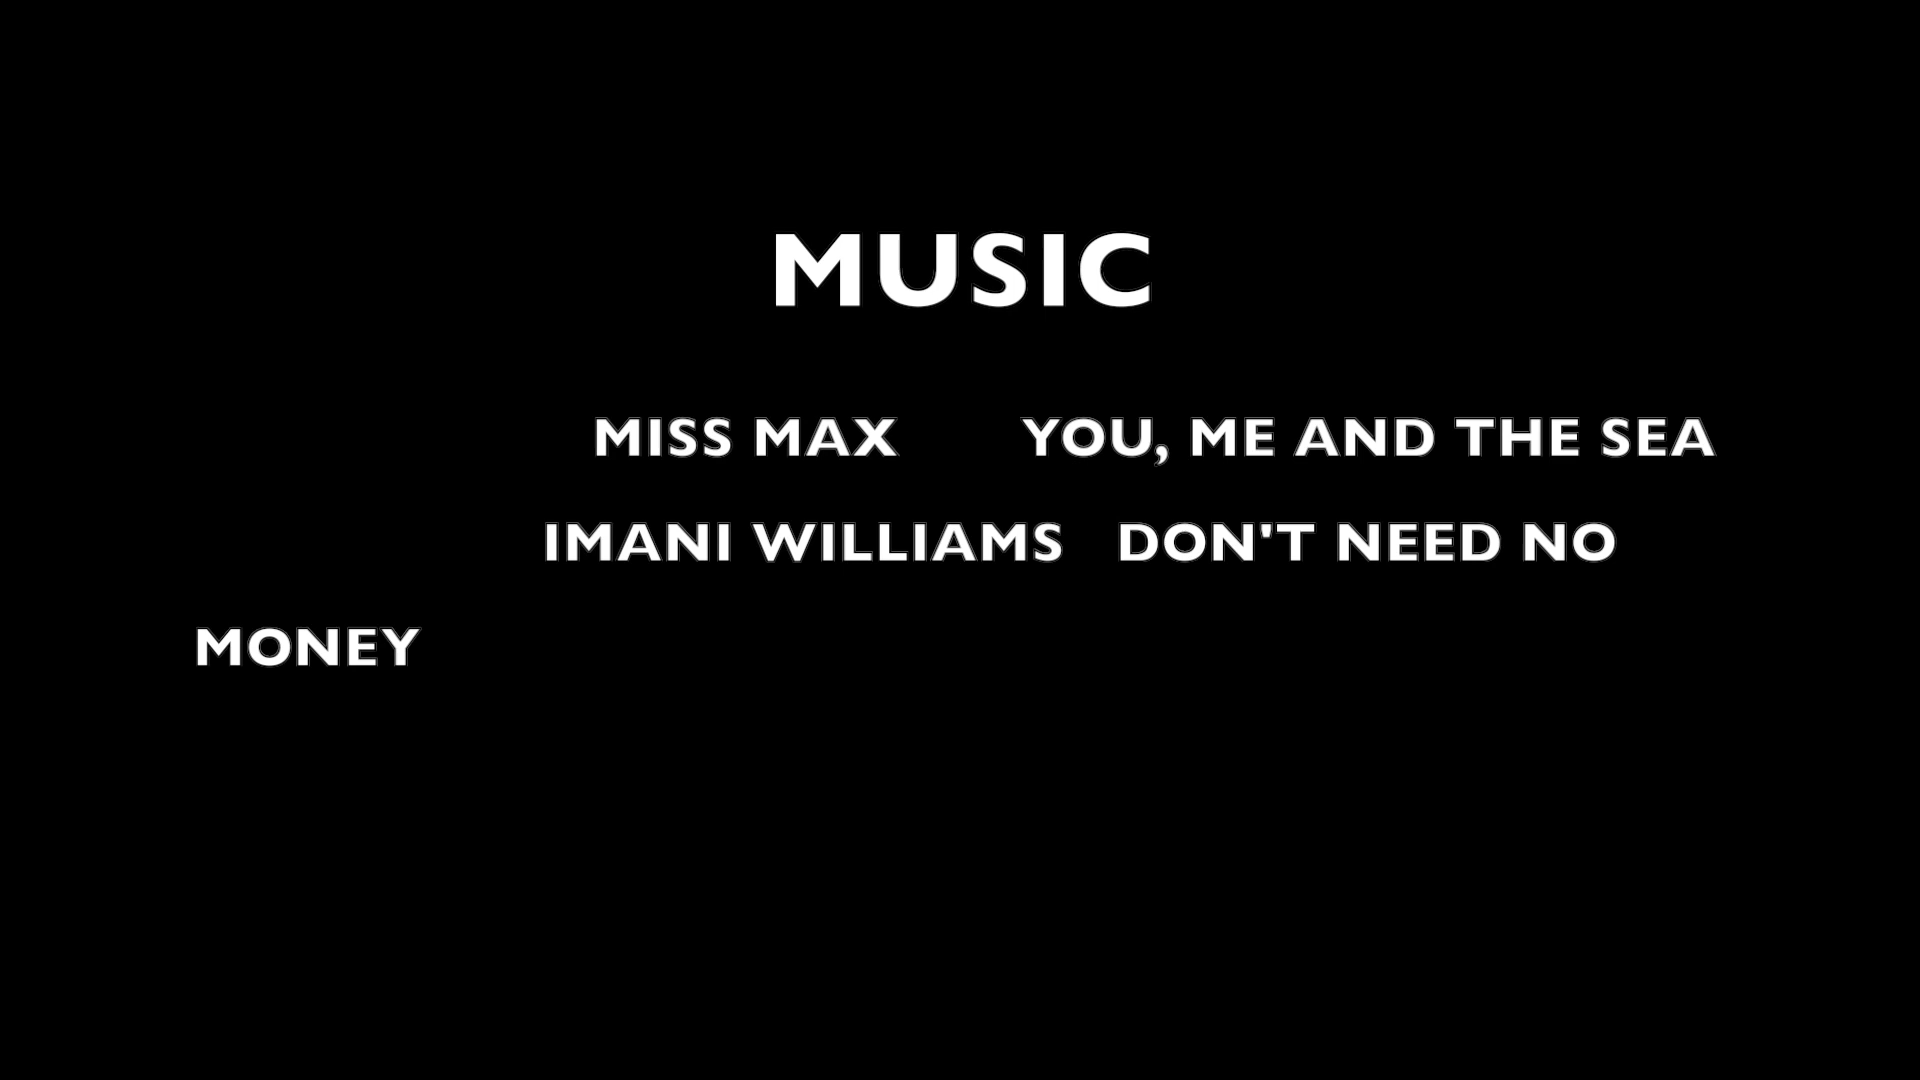 MUSIC
MISS MAX YOU, ME AND THE SEA
IMANI WILLIAMS DON'T NEED NO
MONEY